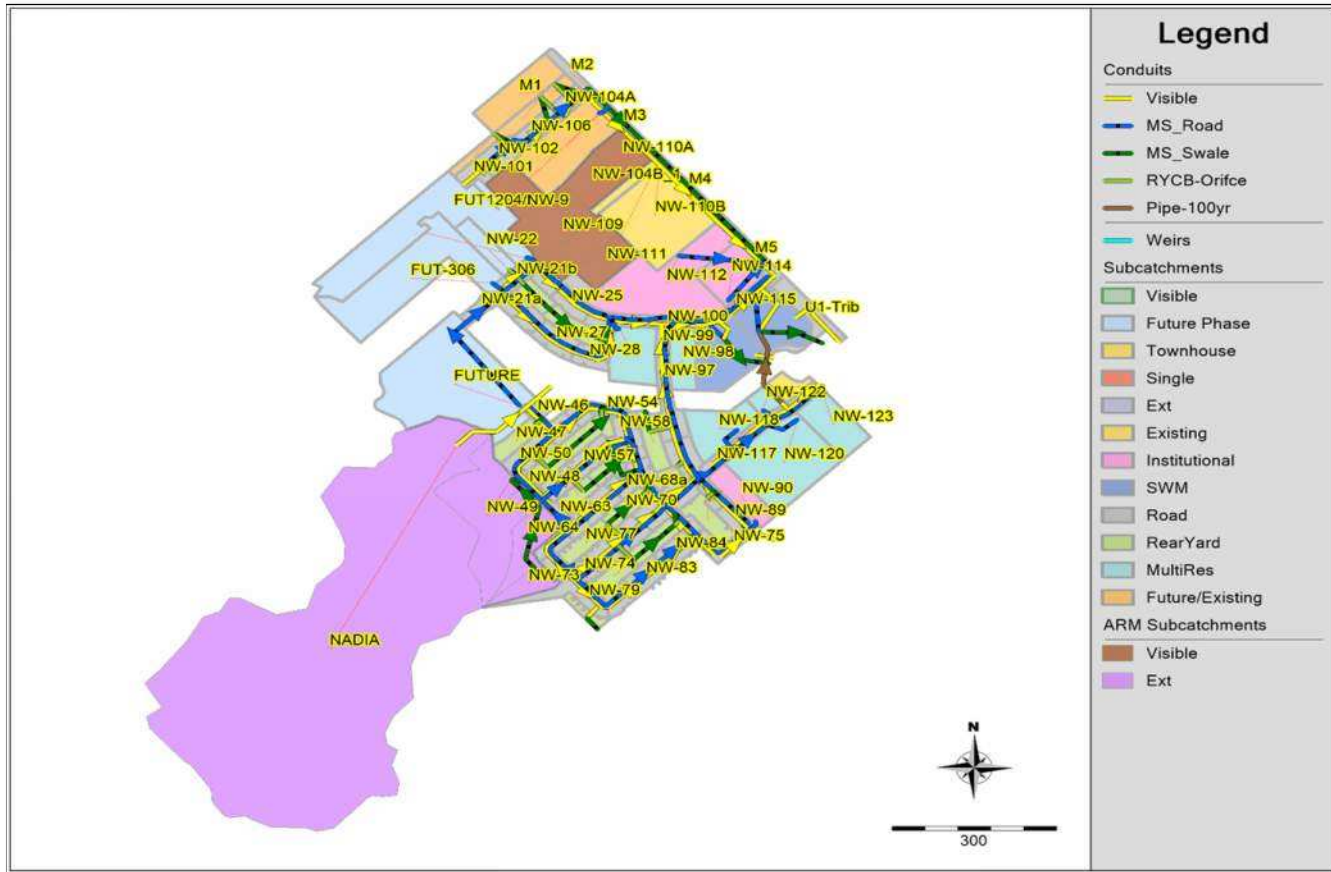 M2
M1
NW-104A
M3
NW-106
NW-102
NW-110A
NW-101
NW-104B_1
M4
FUT1204/NW-9
NW-110B
NW-109
NW-22
NW-111
M5
FUT-306
NW-21b
NW-112
NW-114
NW-21a
NW-25
NW-115
U1-Trib
NW-100
NW-27
NW-99
NW-28
NW-98
NW-97
FUTURE
NW-122
NW-46
NW-54
NW-123
NW-58
NW-118
NW-47
NW-50
NW-57
NW-117
NW-120
NW-48
NW-68a
NW-90
NW-49
NW-63
NW-70
NW-89
NW-64
NW-77
NW-75
NW-84
NW-74
NW-73
NW-83
NW-79
NADIA
N
300
Legend
Conduits
Visible
MS_Road
MS_Swale
RYCB-Orifce
Pipe-100yr
Weirs
Subcatchments
Visible
Future Phase
Townhouse
Single
Ext
Existing
Institutional
SWM
Road
RearYard
MultiRes
Future/Existing
ARM Subcatchments
Visible
Ext